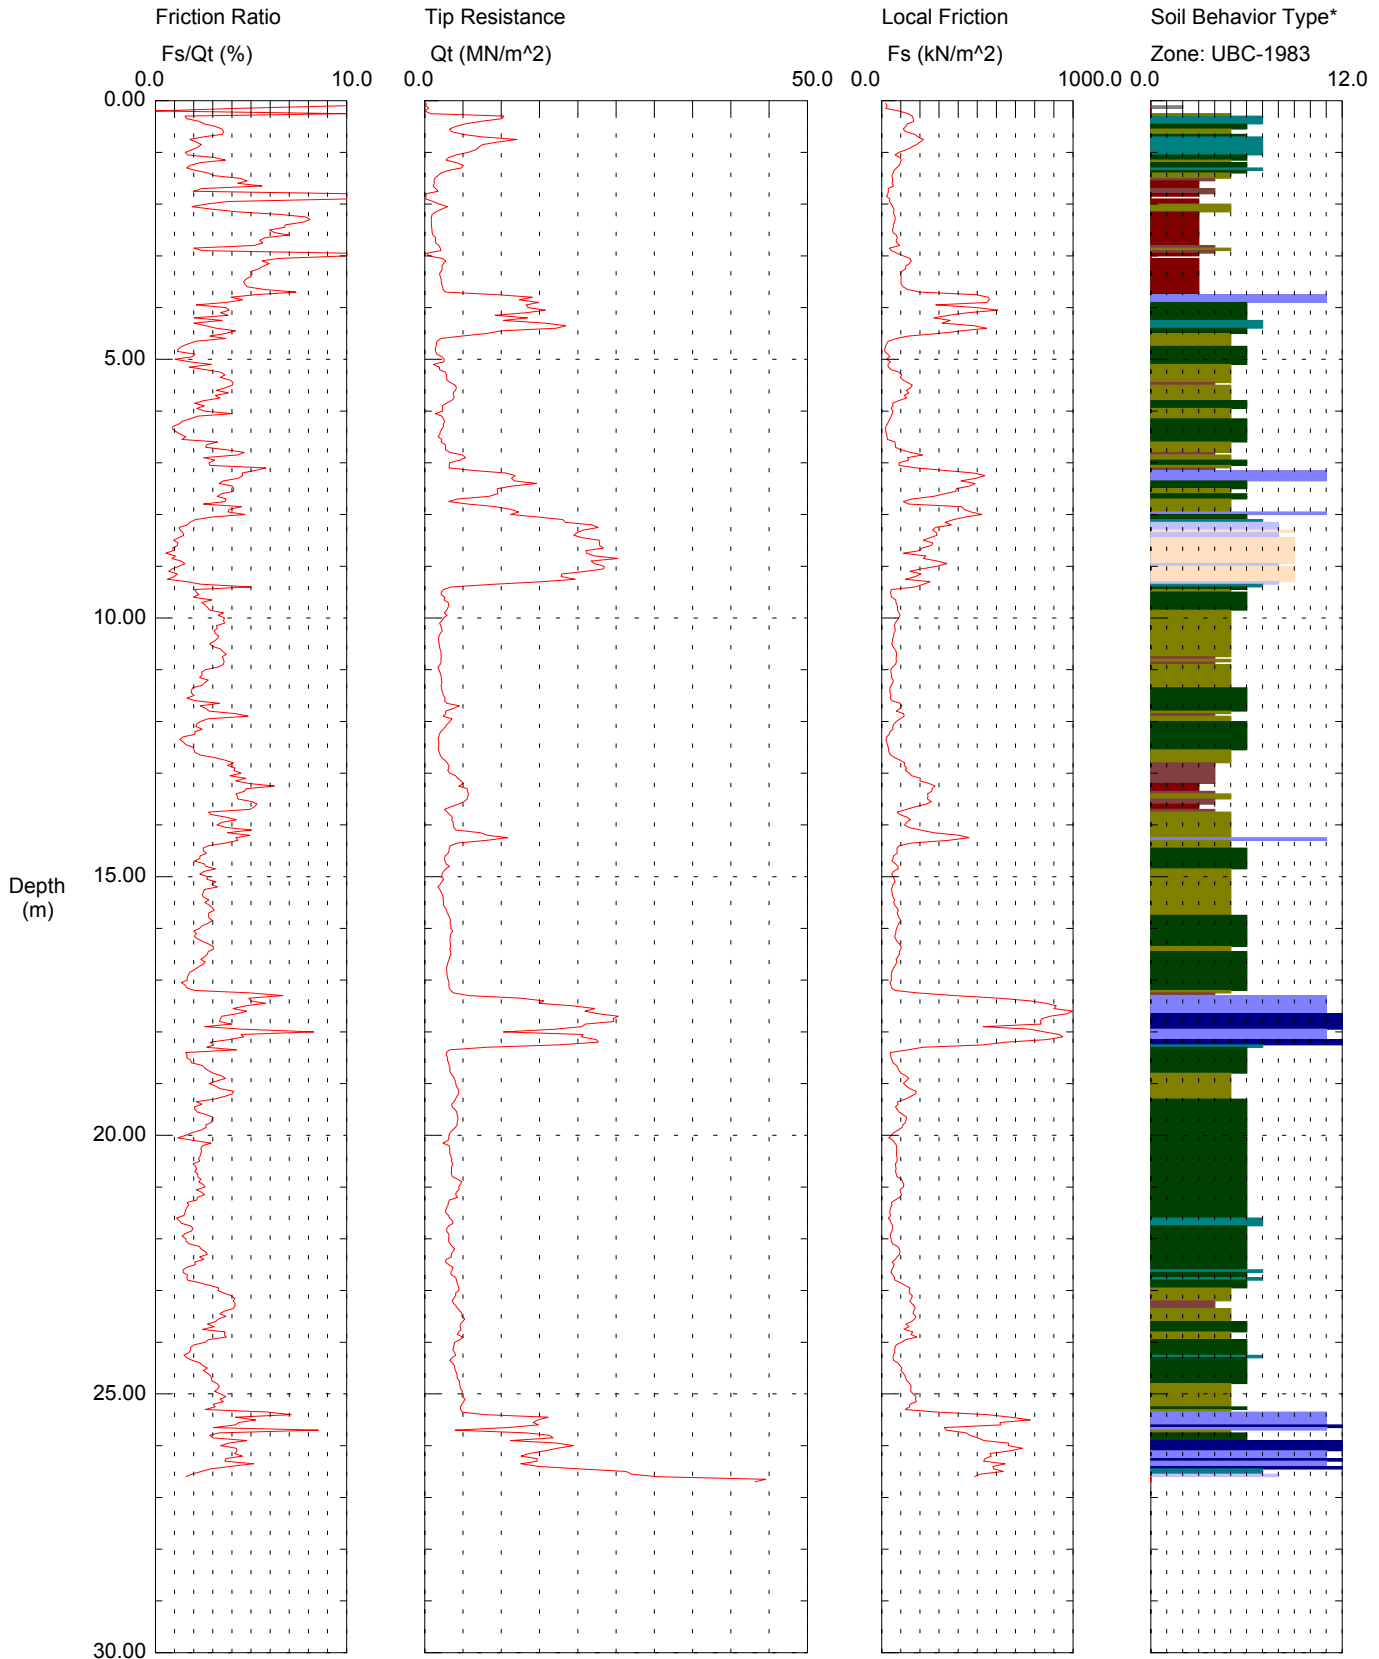 Friction Ratio Tip Resistance Local Friction Soil Behavior Type*
Fs/Qt (%) Qt (MN/m^2) Fs (kN/m^2) Zone: UBC-1983
0.0 10.0 0.0 50.0 0.0 1000.0 0.0 12.0
0.00
5.00
10.00
15.00
Depth
(m)
20.00
25.00
30.00